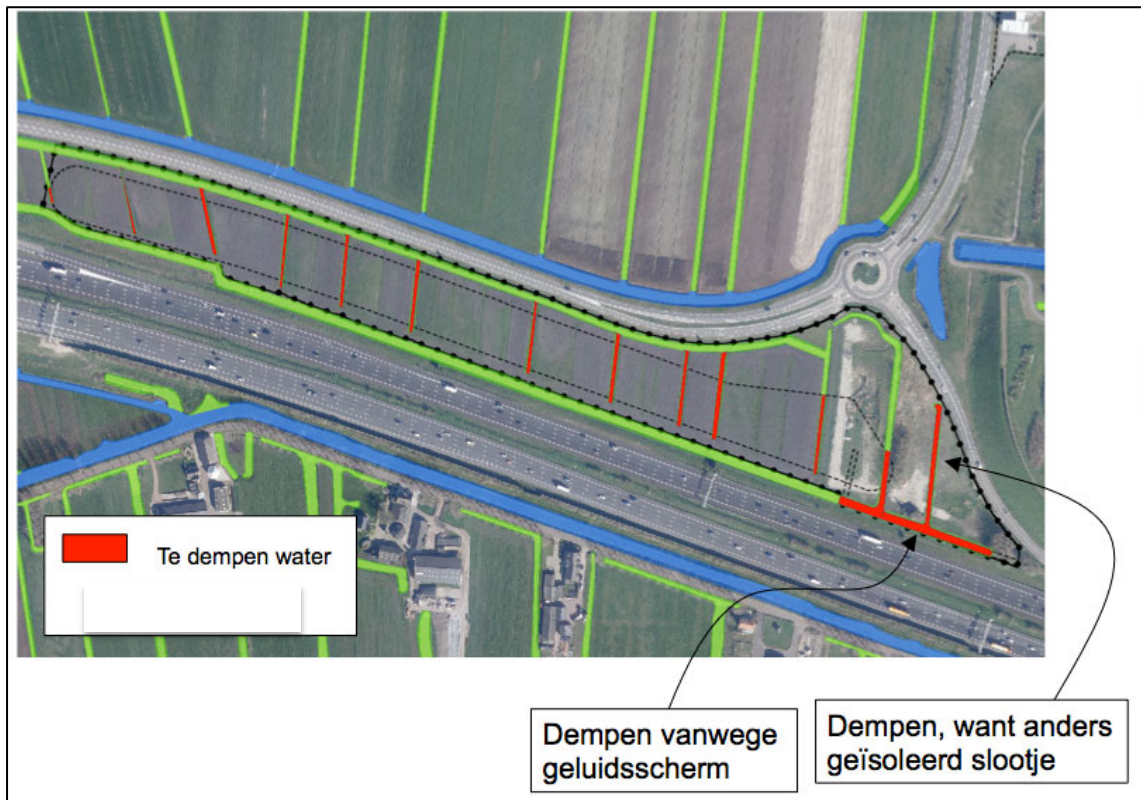 Te dempen water
Dempen vanwege
geluidsscherm
Dempen, want anders
geïsoleerd slootje